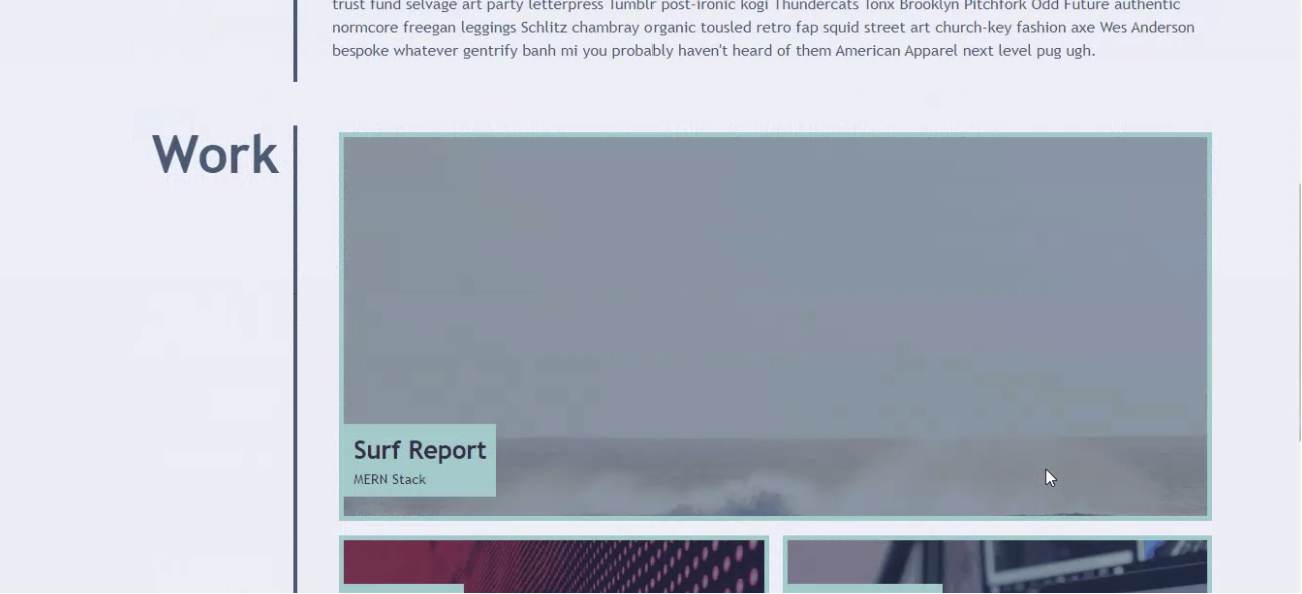 trust fund selvage art party letterpress Tumblr post-ironic kogi Thundercats Tonx Brooklyn Pitchfork Odd Future authentic
normcore freegan leggings Schlitz chambray organic tousled retro fap squid street art church-key fashion axe Wes Anderson
bespoke whatever gentrify banh mi you probably haven't heard of them American Apparel next level pug ugh.
Work
Surf Report
MERN Stack